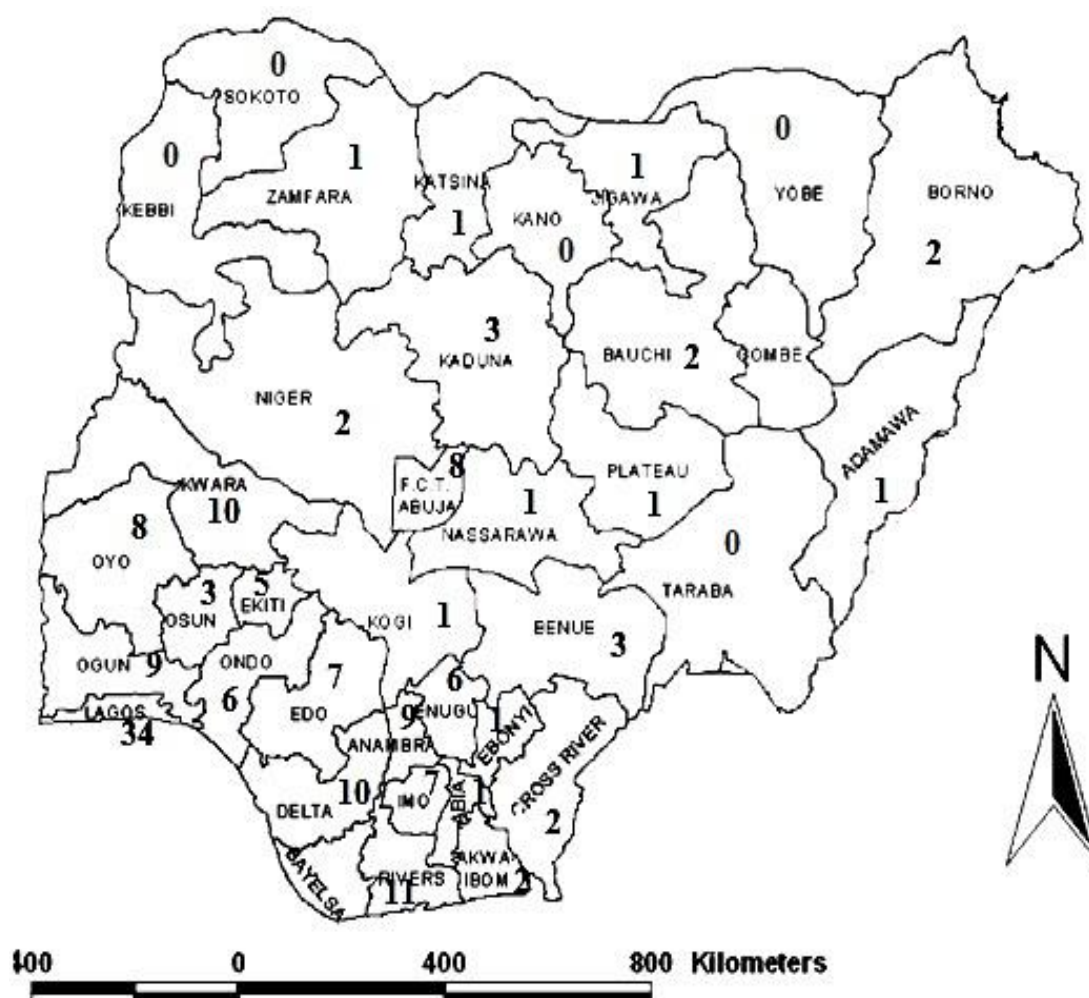 0
SOKOTO
0
KEBBI
1
ZAMFARA
KATSINA
1
KANO
0
1
JIGAWA
0
YOBE
BORNO
2
3
KADUNA
BAUCHI 2
GOMBE
NIGER
2
ADAMAWA
1
8
F.C.T.
ABUJA
1
NASSARAWA
PLATEAU
1
0
TARABA
KWARA
10
8
OYO
3
OSUN
5
EKITI
KOGI 1
BENUE
3
OGUN 9
ONDO
6
7
EDO
LAGOS
34
6
ENUGU
9
ANAMBRA
1
EBONYI
CROSS RIVER
2
DELTA 10
7
IMO
ABIA 1
BAYELSA
RIVERS
11
AKWA-
IBOM 2
N
400 0 400 800 Kilometers